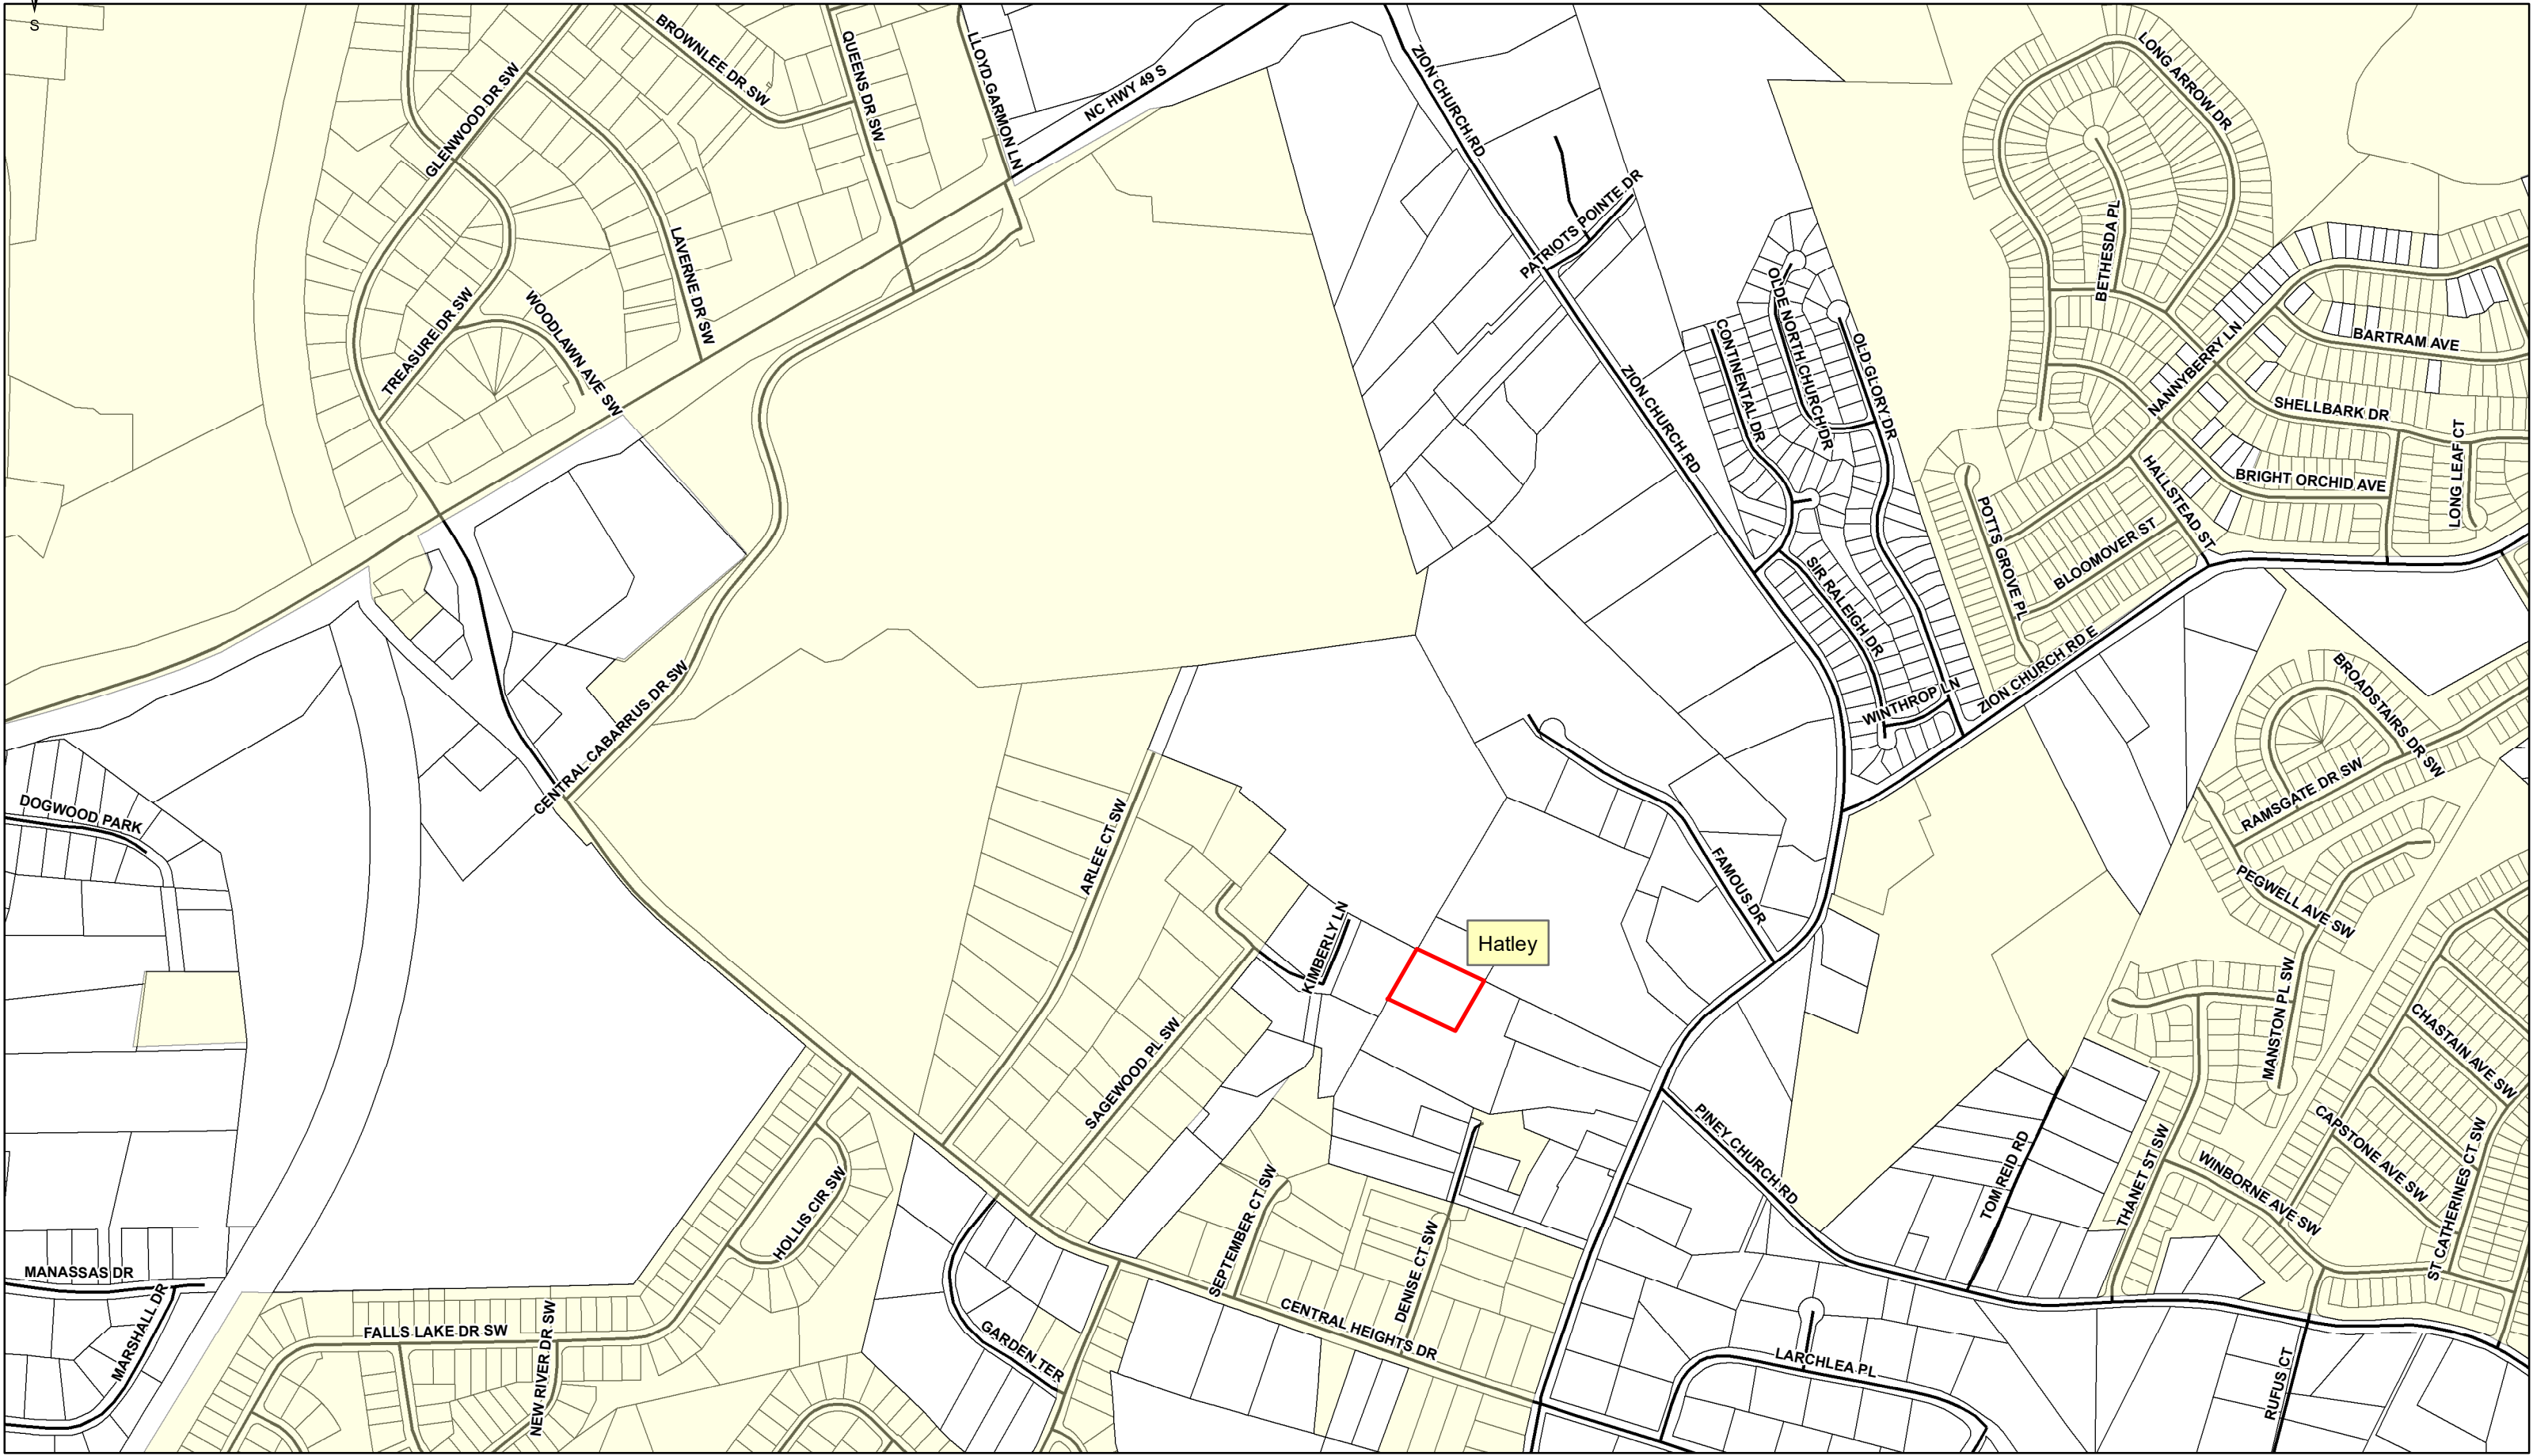 S
BROWNLEE DR SW
QUEENS DR SW
LLOYD GARMON LN
NC HWY 49 S
ZION CHURCH RD
LONG ARROW DR
GLENWOOD DR SW
PATRIOTS POINTE DR
BETHESDA PL
LAVERNE DR SW
WOODLAWN AVE SW
TREASURE DR SW
OLDE NORTH CHURCH DR
CONTINENTAL DR
OLD GLORY DR
NANNYBERRY LN
BARTRAM AVE
ZION CHURCH RD
SHELLBARK DR
LONG LEAF CT
BRIGHT ORCHID AVE
HALLSTEAD ST
POTTS GROVE PL
BLOOMOVER ST
SIR RALEIGH DR
WINTHROP LN
ZION CHURCH RD E
CENTRAL CABARRUS DR SW
BROADSTAIRS DR SW
RAMSGATE DR SW
DOGWOOD PARK
ARLEE CT SW
FAMOUS DR
PEGWELL AVE SW
KIMBERLY LN
Hatley
MANSTON PL SW
CHASTAIN AVE SW
SAGEWOOD PL SW
PINEY CHURCH RD
CAPSTONE AVE SW
TOM REID RD
THANET ST SW
WINBORNE AVE SW
ST CATHERINES CT SW
HOLLIS CIR SW
SEPTEMBER CT SW
DENISE CT SW
MANASSAS DR
MARSHALL DR
FALLS LAKE DR SW
NEW RIVER DR SW
GARDEN TER
CENTRAL HEIGHTS DR
LARCHLEA PL
RUFUS CT